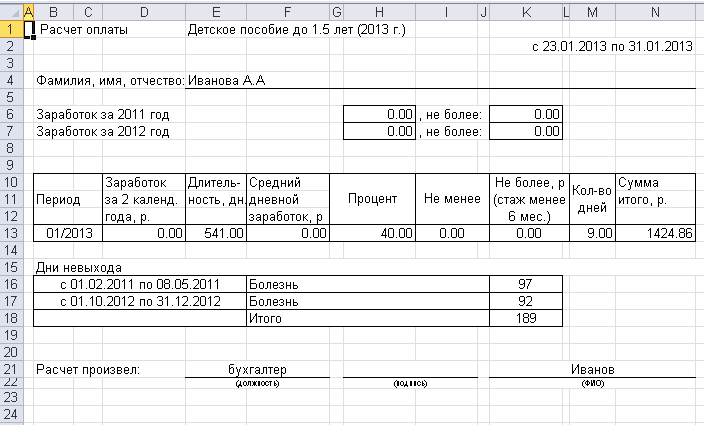 A B C D E F G H I J K L M N
1 Расчет оплаты Детское пособие до 1.5 лет (2013 г.)
2 с 23.01.2013 по 31.01.2013
3
4 Фамилия, имя, отчество: Иванова А.А
5
6 Заработок за 2011 год 0.00 , не более: 0.00
7 Заработок за 2012 год 0.00 , не более: 0.00
8
9
10 Заработок Длитель- Средний Не более, р Кол-во Сумма
11 Период за 2 календ. ность, дн. дневной Процент Не менее (стаж менее дней итого, р.
12 года, р. заработок, р 6 мес.)
13 01/2013 0.00 541.00 0.00 40.00 0.00 0.00 9.00 1424.86
14
15 Дни невыхода
16 с 01.02.2011 по 08.05.2011 Болезнь 97
17 с 01.10.2012 по 31.12.2012 Болезнь 92
18 Итого 189
19
20
21 Расчет произвел: бухгалтер Иванов
22 (должность) (подпись) (ФИО)
23
24